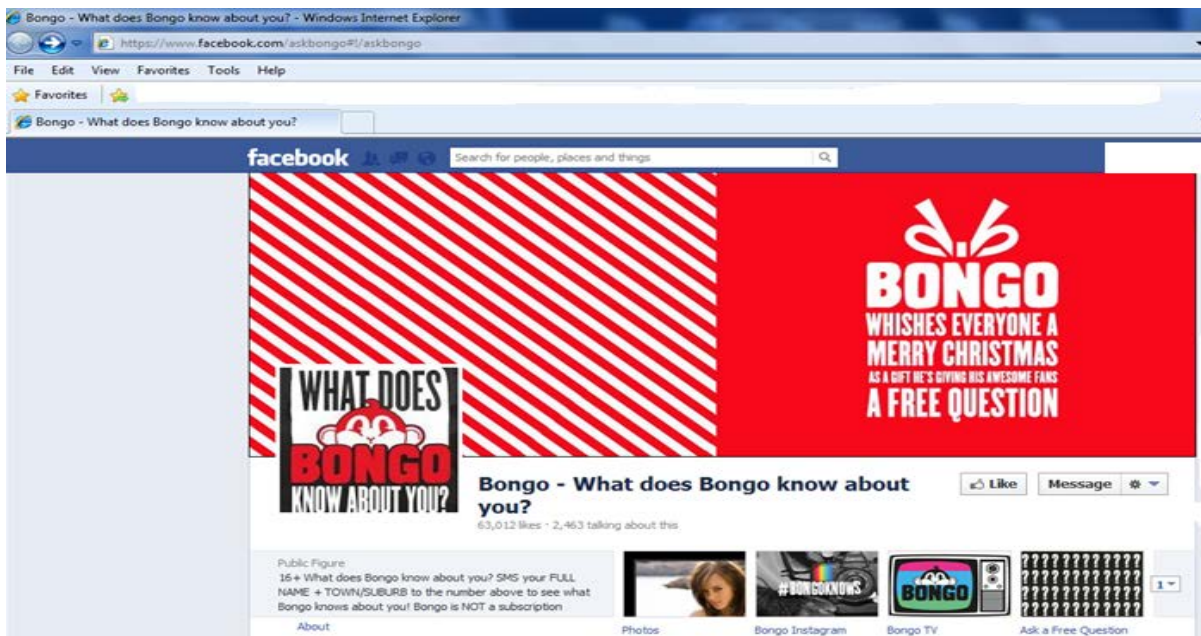 Bongo - What does Bongo know about you? - Windows Internet Explorer
https://www.facebook.com/askbongo#!/askbongo
File Edit View Favorites Tools Help
Favorites
Bongo - What does Bongo know about you?
facebook
Search for people, places and things
BONGO
WHISHES EVERYONE A
MERRY CHRISTMAS
AS A GIFT HE'S GIVING HIS AWESOME FANS
A FREE QUESTION
WHAT DOES
BONGO
KNOW ABOUT YOU?
Bongo - What does Bongo know about
you?
63,012 likes · 2,463 talking about this
Like Message
Public Figure
16+ What does Bongo know about you? SMS your FULL
NAME + TOWN/SUBURB to the number above to see what
Bongo knows about you! Bongo is NOT a subscription
About
#BONGOKNOWS
BONGO
????????????
1
Photos Bongo Instagram Bongo TV Ask a Free Question